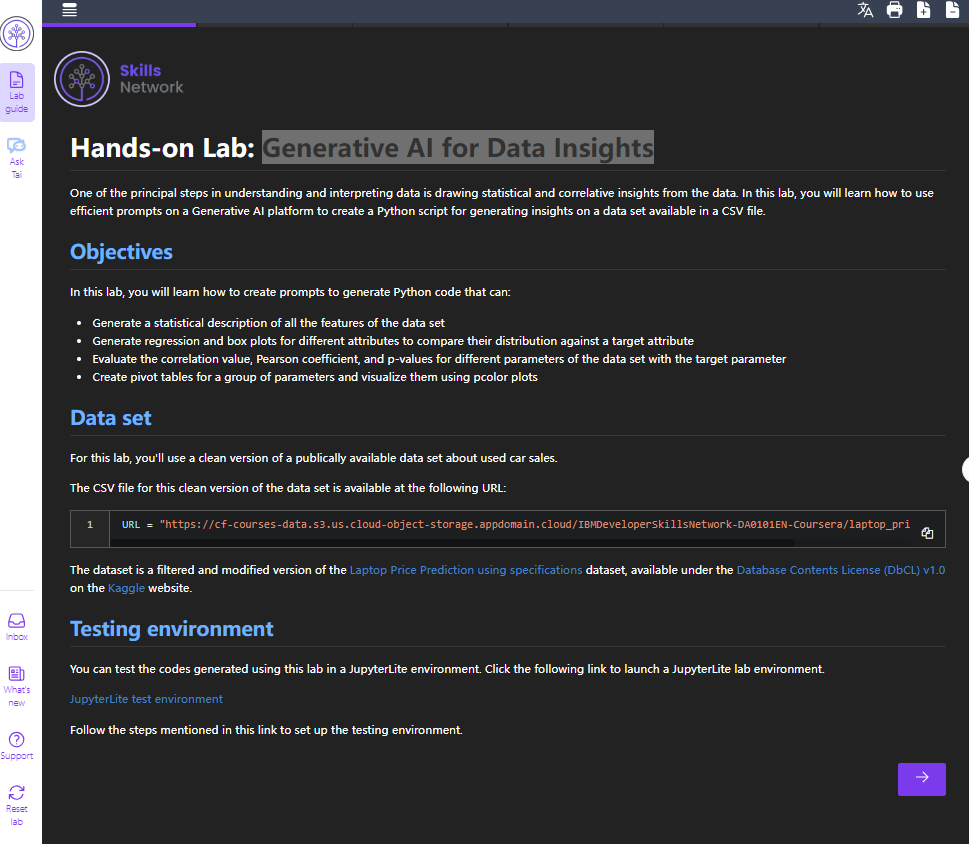 Skills
Network
Lab
guide
Ask
Tai
Hands-on Lab: Generative AI for Data Insights
One of the principal steps in understanding and interpreting data is drawing statistical and correlative insights from the data. In this lab, you will learn how to use
efficient prompts on a Generative AI platform to create a Python script for generating insights on a data set available in a CSV file.
Objectives
In this lab, you will learn how to create prompts to generate Python code that can:
• Generate a statistical description of all the features of the data set
• Generate regression and box plots for different attributes to compare their distribution against a target attribute
• Evaluate the correlation value, Pearson coefficient, and p-values for different parameters of the data set with the target parameter
• Create pivot tables for a group of parameters and visualize them using pcolor plots
Data set
For this lab, you'll use a clean version of a publically available data set about used car sales.
The CSV file for this clean version of the data set is available at the following URL:
1 URL = "https://cf-courses-data.s3.us.cloud-object-storage.appdomain.cloud/IBMDeveloperSkillsNetwork-DA0101EN-Coursera/laptop_pri
The dataset is a filtered and modified version of the Laptop Price Prediction using specifications dataset, available under the Database Contents License (DbCL) v1.0
on the Kaggle website.
Testing environment
You can test the codes generated using this lab in a JupyterLite environment. Click the following link to launch a JupyterLite lab environment.
JupyterLite test environment
Follow the steps mentioned in this link to set up the testing environment.
Inbox
What's
new
Support
Reset
lab